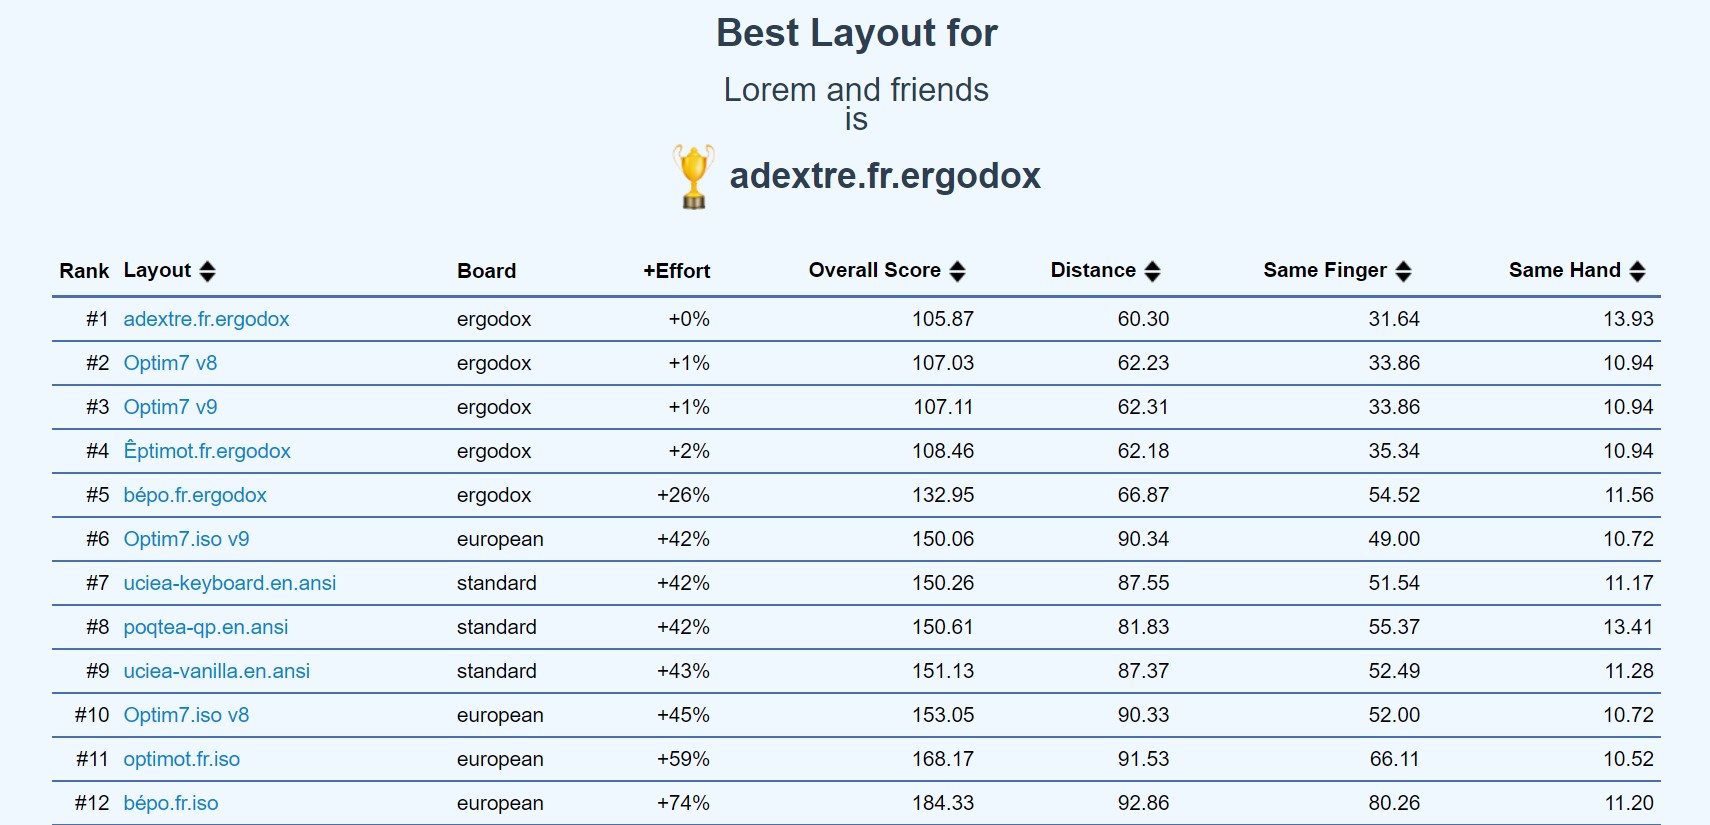 Best Layout for
Lorem and friends
is
adextre.fr.ergodox
Rank Layout Board +Effort Overall Score Distance Same Finger Same Hand
#1 adextre.fr.ergodox ergodox +0% 105.87 60.30 31.64 13.93
#2 Optim7 v8 ergodox +1% 107.03 62.23 33.86 10.94
#3 Optim7 v9 ergodox +1% 107.11 62.31 33.86 10.94
#4 Êptimot.fr.ergodox ergodox +2% 108.46 62.18 35.34 10.94
#5 bépo.fr.ergodox ergodox +26% 132.95 66.87 54.52 11.56
#6 Optim7.iso v9 european +42% 150.06 90.34 49.00 10.72
#7 uciea-keyboard.en.ansi standard +42% 150.26 87.55 51.54 11.17
#8 poqtea-qp.en.ansi standard +42% 150.61 81.83 55.37 13.41
#9 uciea-vanilla.en.ansi standard +43% 151.13 87.37 52.49 11.28
#10 Optim7.iso v8 european +45% 153.05 90.33 52.00 10.72
#11 optimot.fr.iso european +59% 168.17 91.53 66.11 10.52
#12 bépo.fr.iso european +74% 184.33 92.86 80.26 11.20